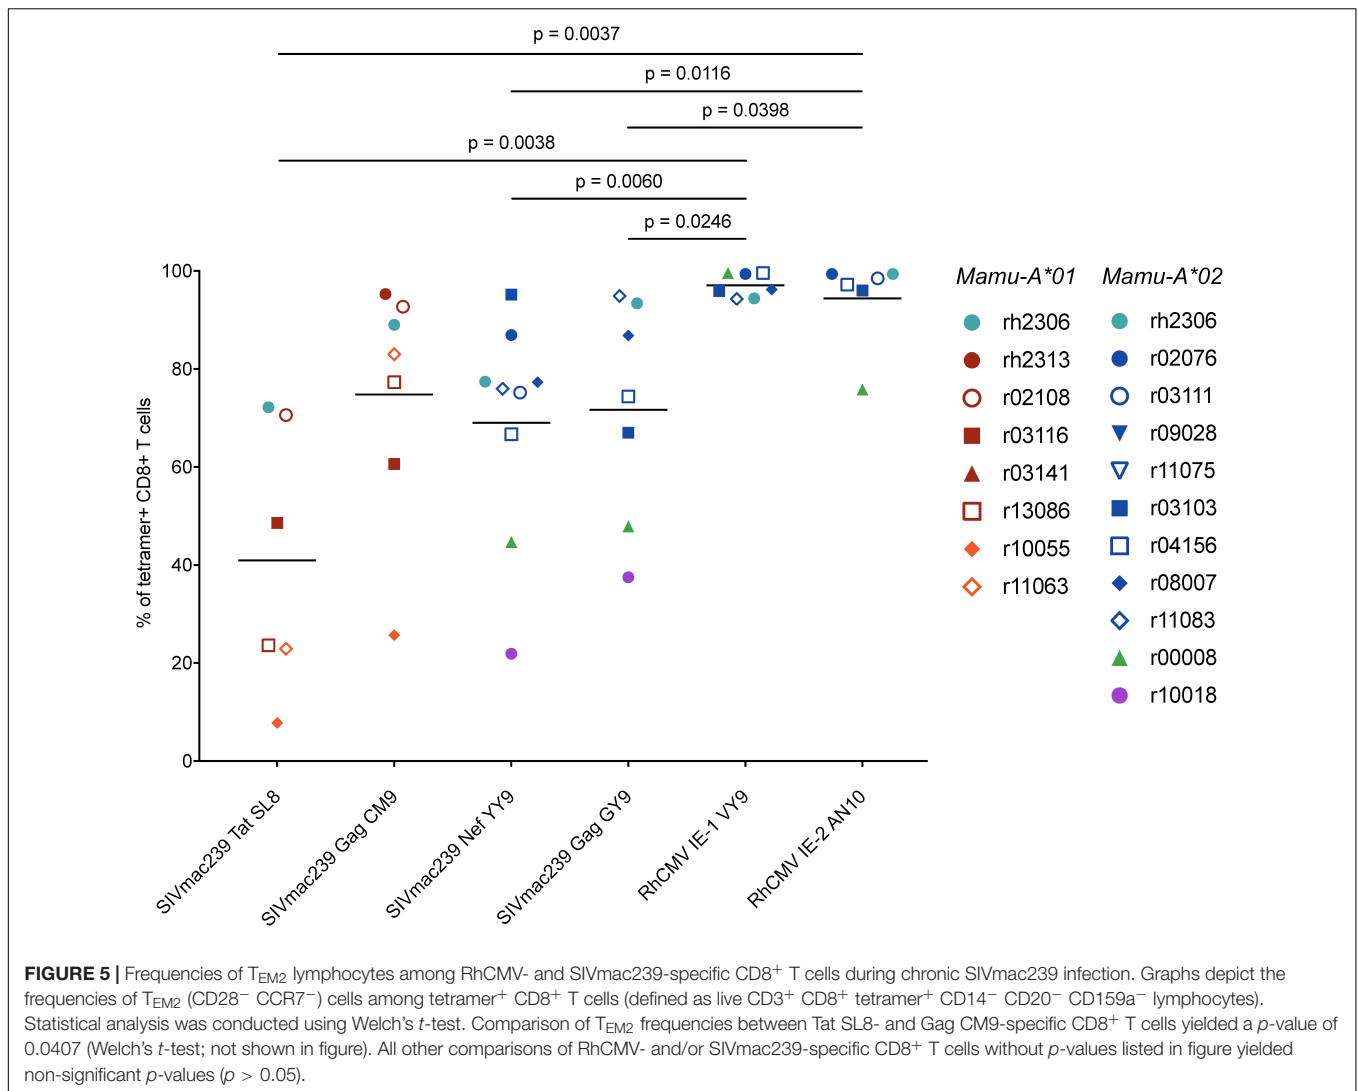 p = 0.0037
p = 0.0116
p = 0.0398
p = 0.0038
p = 0.0060
p = 0.0246
% of tetramer+ CD8+ T cells
100
80
60
40
20
0
SIVmac239 Tat SL8
SIVmac239 Gag CM9
SIVmac239 Nef YY9
SIVmac239 Gag GY9
RhCMV IE-1 VY9
RhCMV IE-2 AN10
Mamu-A*01
rh2306
rh2313
r02108
r03116
r03141
r13086
r10055
r11063
Mamu-A*02
rh2306
r02076
r03111
r09028
r11075
r03103
r04156
r08007
r11083
r00008
r10018
FIGURE 5 | Frequencies of TEM2 lymphocytes among RhCMV- and SIVmac239-specific CD8+ T cells during chronic SIVmac239 infection. Graphs depict the
frequencies of TEM2 (CD28− CCR7−) cells among tetramer+ CD8+ T cells (defined as live CD3+ CD8+ tetramer+ CD14− CD20− CD159a− lymphocytes).
Statistical analysis was conducted using Welch's t-test. Comparison of TEM2 frequencies between Tat SL8- and Gag CM9-specific CD8+ T cells yielded a p-value of
0.0407 (Welch's t-test; not shown in figure). All other comparisons of RhCMV- and/or SIVmac239-specific CD8+ T cells without p-values listed in figure yielded
non-significant p-values (p > 0.05).